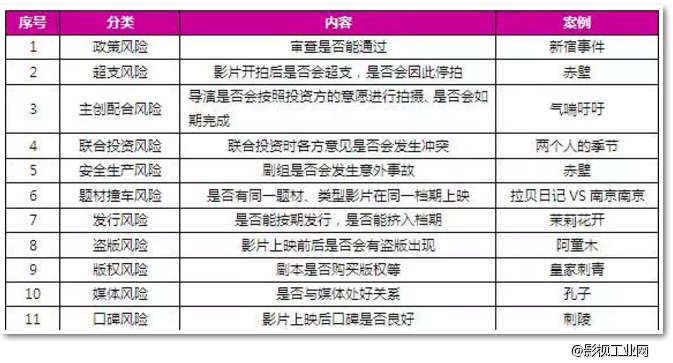 序号 分类 内容 案例
1 政策风险 审查是否能通过 新宿事件
2 超支风险 影片开拍后是否会超支，是否会因此停拍 赤壁
3 主创配合风险 导演是否会按照投资方的意愿进行拍摄、是否会如 气喘吁吁
期完成
4 联合投资风险 联合投资时各方意见是否会发生冲突 两个人的季节
5 安全生产风险 剧组是否会发生意外事故 赤壁
6 题材撞车风险 是否有同一题材、类型影片在同一档期上映 拉贝日记 VS 南京南京
7 发行风险 是否能按期发行，是否能挤入档期 茉莉花开
8 盗版风险 影片上映前后是否会有盗版出现 阿童木
9 版权风险 剧本是否购买版权等 皇家刺青
10 媒体风险 是否与媒体处好关系 孔子
11 口碑风险 影片上映后口碑是否良好 刺陵
@影视工业网